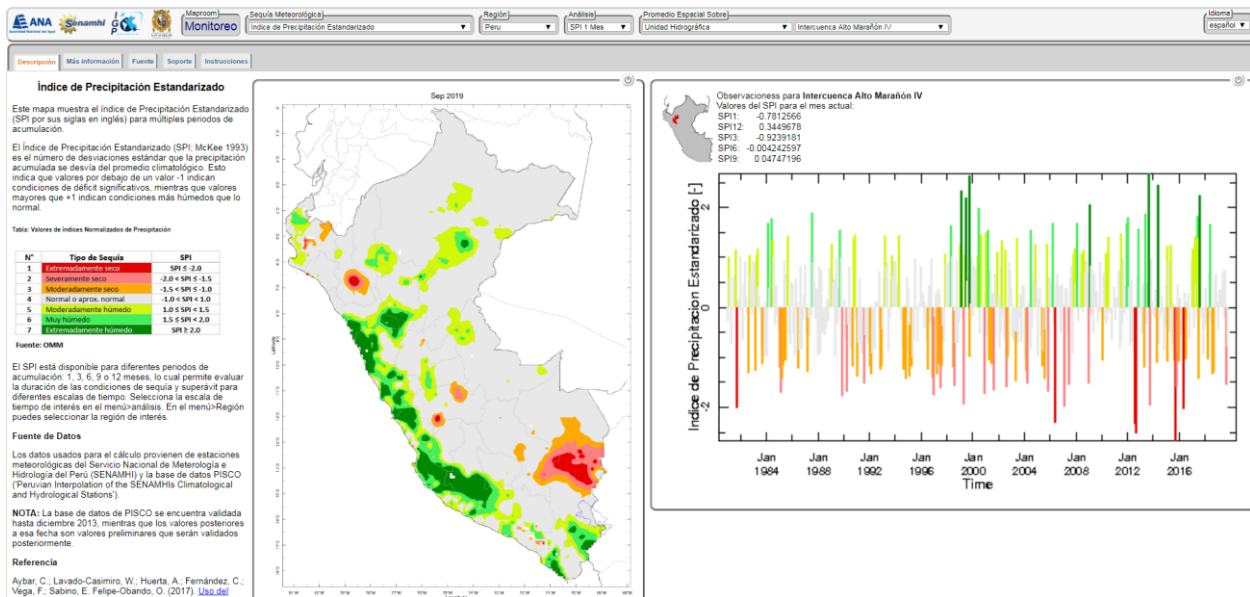 ANA
Senamhi
IGP
Maproom
Monitoreo
Sequía Meteorológica
Índice de Precipitación Estandarizado
Región
Peru
Análisis
SPI 1 Mes
Promedio Espacial Sobre
Unidad Hidrográfica
Intercuenca Alto Marañón IV
Idioma
español
Descripción
Más información
Fuente
Soporte
Instrucciones
Índice de Precipitación Estandarizado
Este mapa muestra el índice de Precipitación Estandarizado
(SPI por sus siglas en inglés) para múltiples periodos de
acumulación.
El Índice de Precipitación Estandarizado (SPI; McKee 1993)
es el número de desviaciones estándar que la precipitación
acumulada se desvía del promedio climatológico. Esto
indica que valores por debajo de un valor -1 indican
condiciones de déficit significativos, mientras que valores
mayores que +1 indican condiciones más húmedos que lo
normal.
Tabla: Valores de índices Normalizados de Precipitación
N° Tipo de Sequía SPI
1 Extremadamente seco SPI ≤ -2.0
2 Severamente seco -2.0 < SPI ≤ -1.5
3 Moderadamente seco -1.5 < SPI ≤ -1.0
4 Normal o aprox. normal -1.0 < SPI < 1.0
5 Moderadamente húmedo 1.0 ≤ SPI < 1.5
6 Muy húmedo 1.5 ≤ SPI < 2.0
7 Extremadamente húmedo SPI ≥ 2.0
Fuente: OMM
El SPI está disponible para diferentes periodos de
acumulación: 1, 3, 6, 9 o 12 meses, lo cual permite evaluar
la duración de las condiciones de sequía y superávit para
diferentes escalas de tiempo. Selecciona la escala de
tiempo de interés en el menú>análisis. En el menú>Región
puedes seleccionar la región de interés.
Fuente de Datos
Los datos usados para el cálculo provienen de estaciones
meteorológicas del Servicio Nacional de Meterología e
Hidrología del Perú (SENAMHI) y la base de datos PISCO
('Peruvian Interpolation of the SENAMHIs Climatological
and Hydrological Stations').
NOTA: La base de datos de PISCO se encuentra validada
hasta diciembre 2013, mientras que los valores posteriores
a esa fecha son valores preliminares que serán validados
posteriormente.
Referencia
Aybar, C.; Lavado-Casimiro, W.; Huerta, A.; Fernández, C.;
Vega, F.; Sabino, E. Felipe-Obando, O. (2017). Uso del
Sep 2019
Latitude
Longitude
Observacioness para Intercuenca Alto Marañón IV
Valores del SPI para el mes actual:
SPI1: -0.7812566
SPI12: 0.3449678
SPI3: -0.9239181
SPI6: -0.004242597
SPI9: 0.04747196
Indice de Precipitacion Estandarizado [-]
2
0
-2
Jan 1984
Jan 1988
Jan 1992
Jan 1996
Jan 2000
Jan 2004
Jan 2008
Jan 2012
Jan 2016
Time